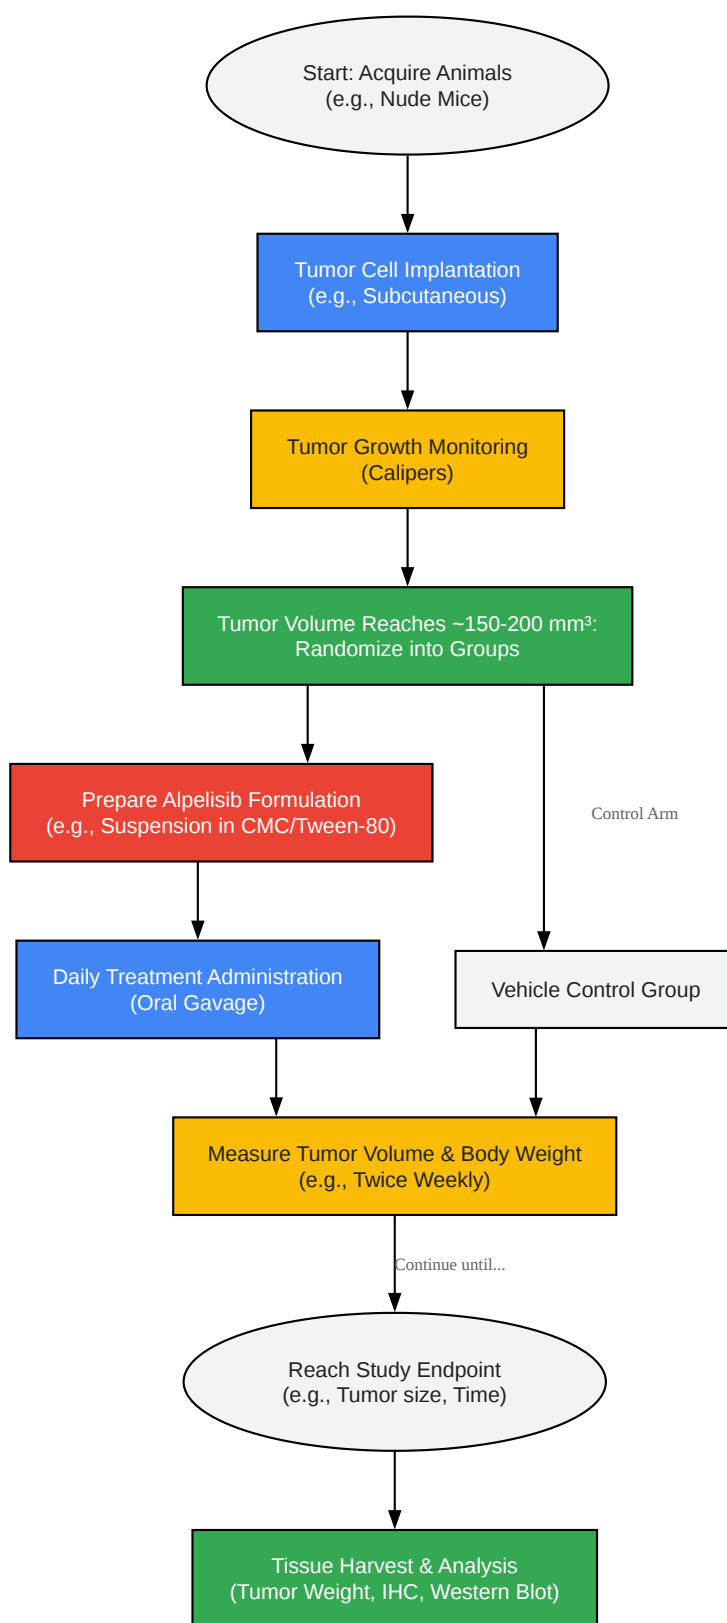 Start: Acquire Animals
(e.g., Nude Mice)
Tumor Cell Implantation
(e.g., Subcutaneous)
Tumor Growth Monitoring
(Calipers)
Tumor Volume Reaches ~150-200 mm³:
Randomize into Groups
Prepare Alpelisib Formulation
(e.g., Suspension in CMC/Tween-80)
Control Arm
Daily Treatment Administration
(Oral Gavage)
Vehicle Control Group
Measure Tumor Volume & Body Weight
(e.g., Twice Weekly)
Continue until...
Reach Study Endpoint
(e.g., Tumor size, Time)
Tissue Harvest & Analysis
(Tumor Weight, IHC, Western Blot)